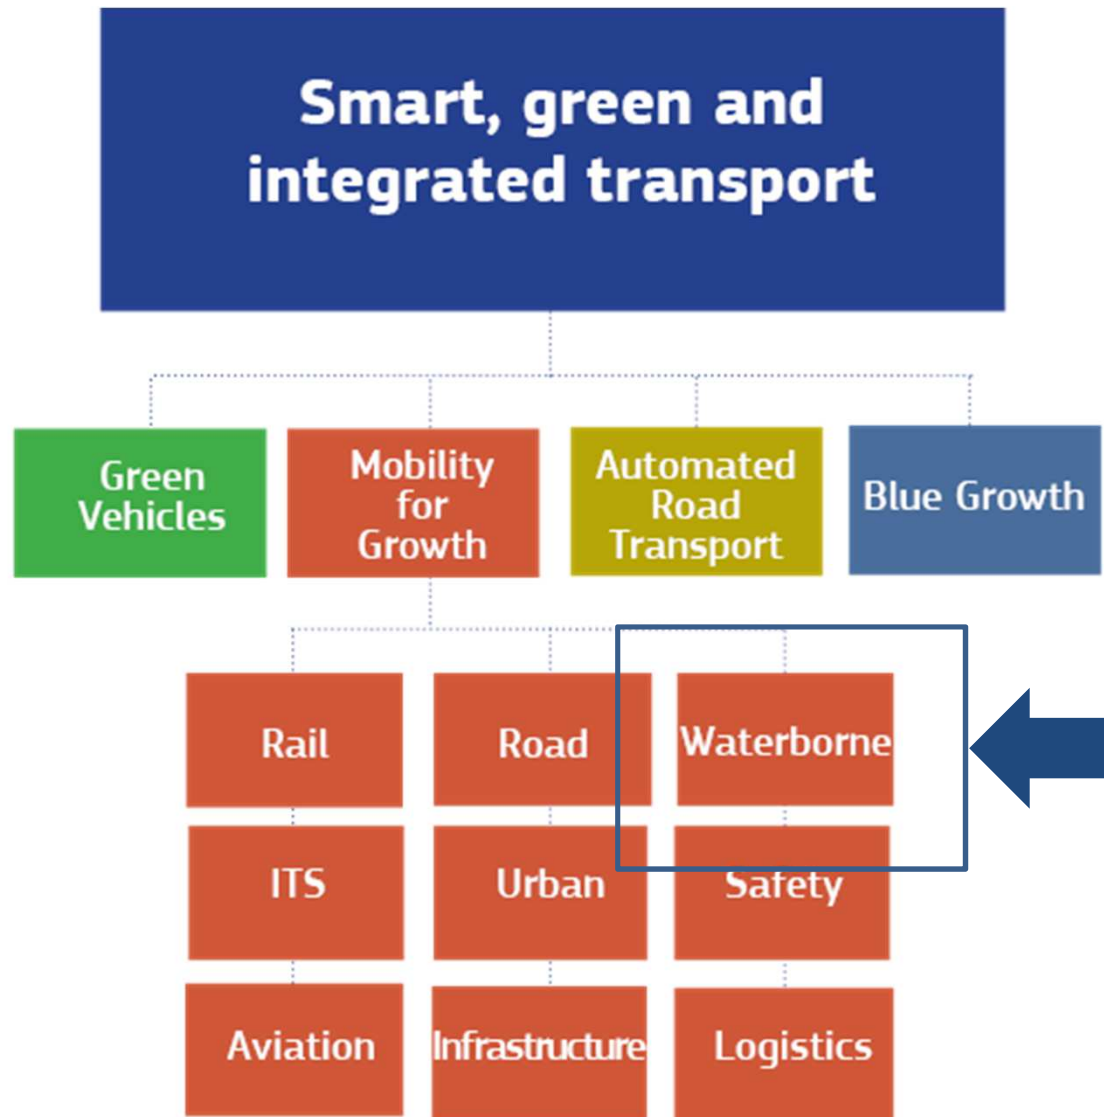 Smart, green and
integrated transport
Green
Vehicles
Mobility
for
Growth
Automated
Road
Transport
Blue Growth
Rail
Road
Waterborne
ITS
Urban
Safety
Aviation
Infrastructure
Logistics